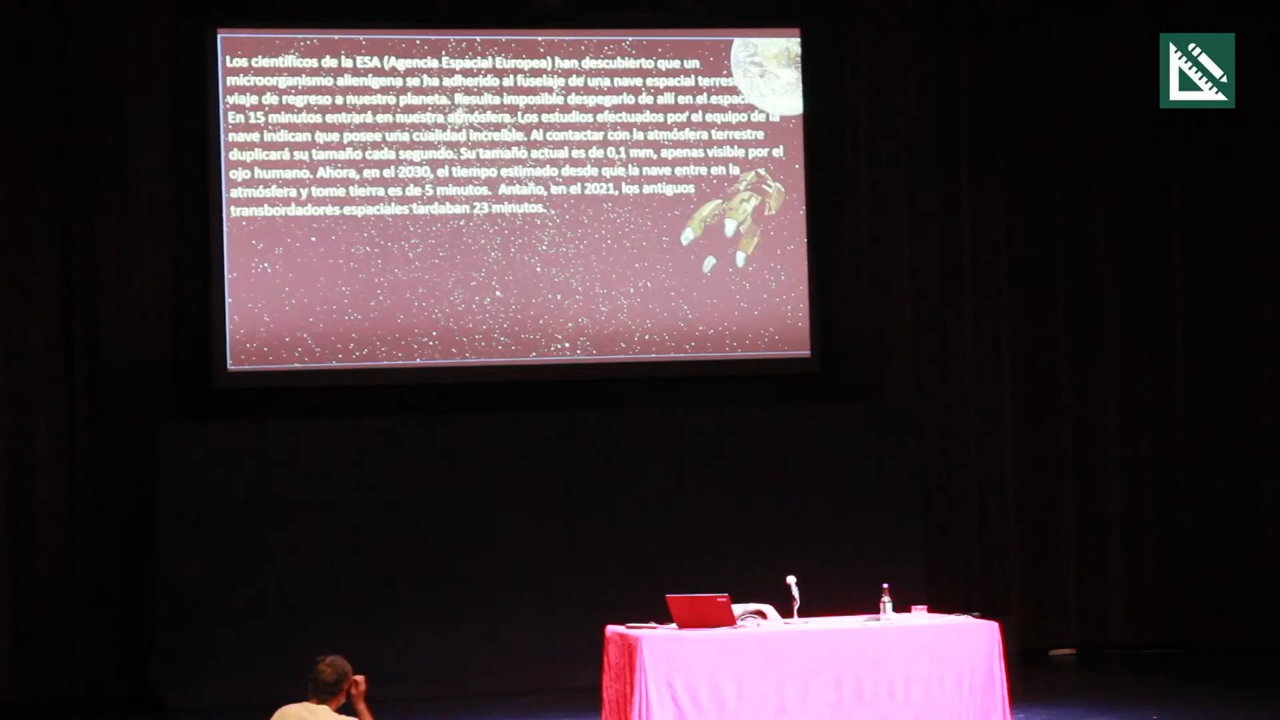 Los científicos de la ESA (Agencia Espacial Europea) han descubierto que un
microorganismo alienígena se ha adherido al fuselaje de una nave espacial
viaje de regreso a nuestro planeta. Resulta imposible despegarlo de allí en el
En 15 minutos entrará en nuestra atmósfera. Los estudios efectuados por el equipo de la
nave indican que posee una cualidad increíble. Al contactar con la atmósfera terrestre
duplicará su tamaño cada segundo. Su tamaño actual es de 0,1 mm, apenas visible por el
ojo humano. Ahora, en el 2030, el tiempo estimado desde que la nave entre en la
atmósfera y tome tierra es de 5 minutos. Antaño, en el 2021, los antiguos
transbordadores espaciales tardaban 23 minutos.